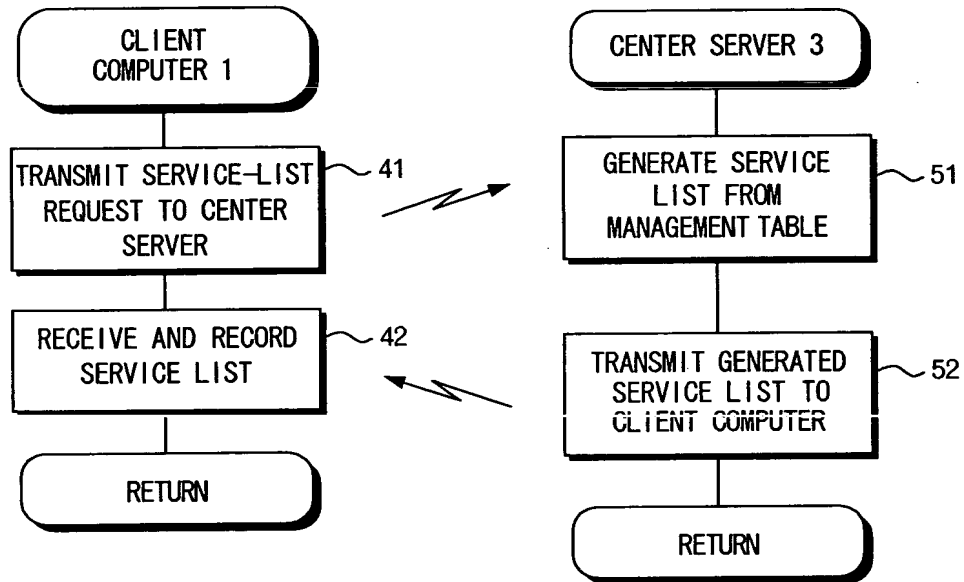 CLIENT
COMPUTER 1
TRANSMIT SERVICE-LIST
REQUEST TO CENTER
SERVER
41
RECEIVE AND RECORD
SERVICE LIST
42
RETURN
CENTER SERVER 3
GENERATE SERVICE
LIST FROM
MANAGEMENT TABLE
51
TRANSMIT GENERATED
SERVICE LIST TO
CLIENT COMPUTER
52
RETURN